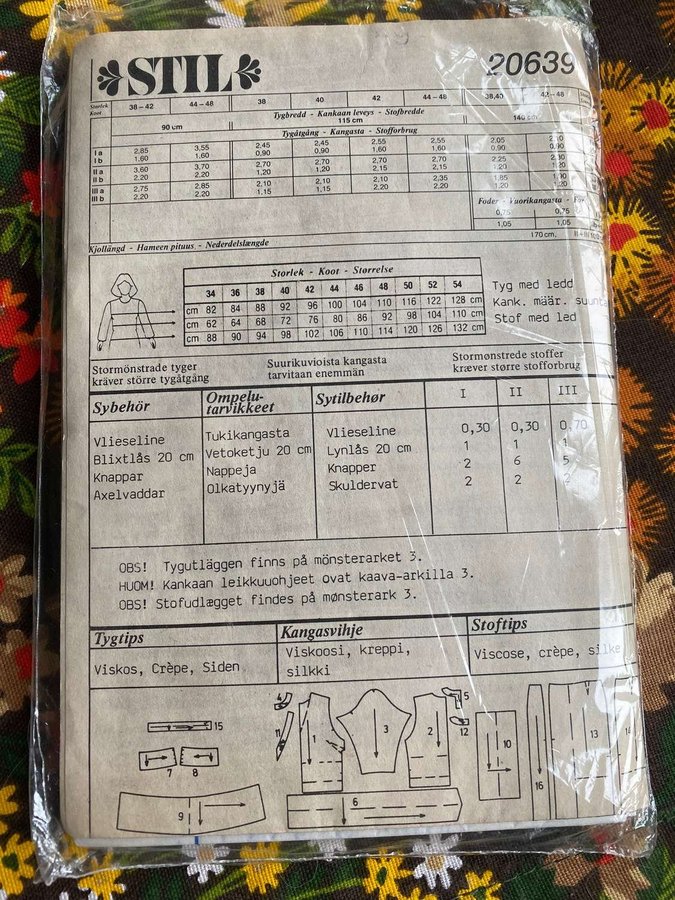 STIL
20639
Storlek
Koot
38-42 44-48 38 40 42 44-48 38,40 42-48
Tygbredd - Kankaan leveys - Stofbredde
90 cm 115 cm 140 cm
Tygåtgång - Kangasta - Stofforbrug
I a 2,85 3,55 2,45 2,55 2,55 2,55 2,05
I b 1,60 1,60 0,90 0,90 0,90 1,60 0,90
II a 3,60 3,70 2,70 2,70 2,70 2,70 2,25
II b 2,20 2,20 1,20 1,20 1,20 1,60 1,20 1,20
III a 2,75 2,85 2,10 2,10 2,10 2,35 1,85
III b 2,20 2,20 1,15 1,15 2,15 2,20 1,20 1,20
Foder - Vuorikangasta - 
0,75 0,75
1,05 1,05
Kjollängd - Hameen pituus - Nederdelslængde
170 cm.
Storlek - Koot - Størrelse
34 36 38 40 42 44 46 48 50 52 54
cm 82 84 88 92 96 100 104 110 116 122 128 cm
cm 62 64 68 72 76 80 86 92 98 104 110 cm
cm 88 90 94 98 102 106 110 114 120 126 132 cm
Tyg med ledd
Kank. määr. suunta
Stof med led
Stormönstrade tyger
kräver större tygåtgång
Suurikuvioista kangasta
tarvitaan enemmän
Stormønstrede stoffer
kræver større stofforbrug
Sybehör
Vlieseline
Blixtlås 20 cm
Knappar
Axelvaddar
Ompelu-
tarvikkeet
Tukikangasta
Vetoketju 20 cm
Nappeja
Olkatyynyjä
Sytilbehør
Vlieseline
Lynlås 20 cm
Knapper
Skuldervat
I II III
0,30 0,30 0,70
1 1 1
2 6 5
2 2 2
OBS! Tygutläggen finns på mönsterarket 3.
HUOM! Kankaan leikkuuohjeet ovat kaava-arkilla 3.
OBS! Stofudlægget findes på mønsterark 3.
Tygtips
Viskos, Crèpe, Siden
Kangasvihje
Viskoosi, kreppi,
silkki
Stoftips
Viscose, crèpe, silke
4
5
15
11
1
3
2
12
10
16
13
14
7
8
9
6